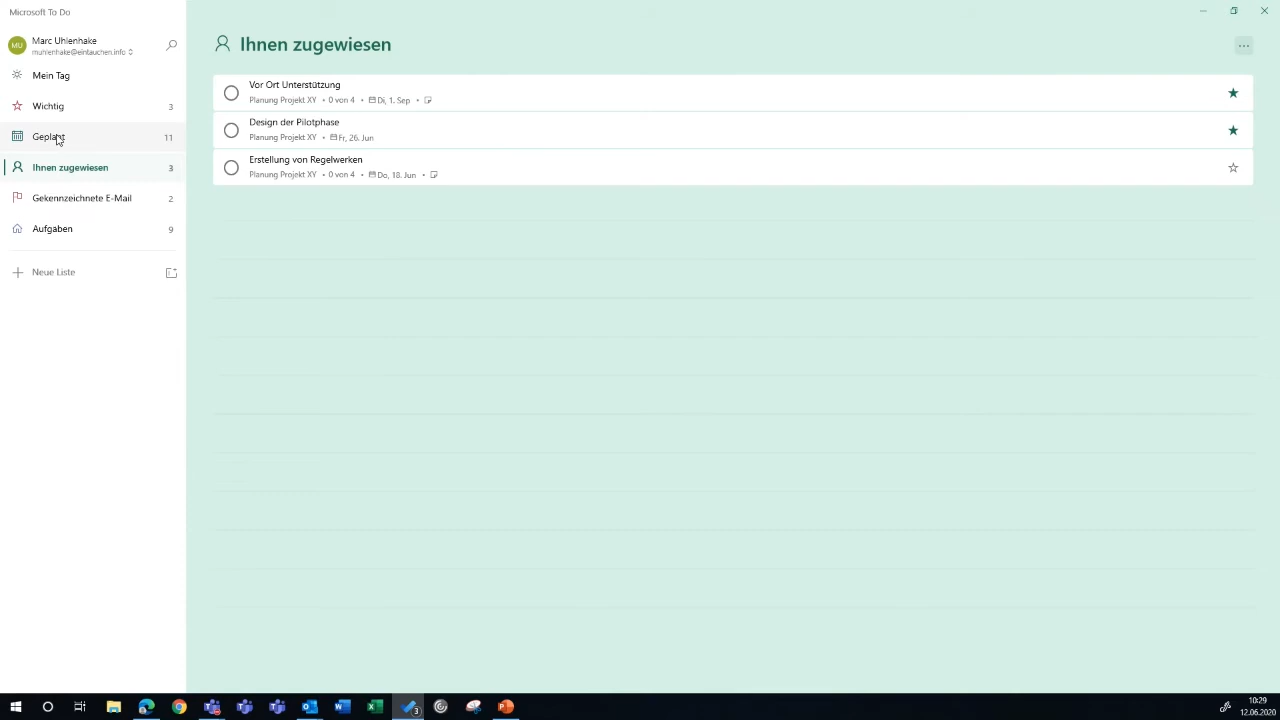 Microsoft To Do
MU
Marc Uhlenhake
muhlenhake@eintauchen.info
Mein Tag
Wichtig 3
Geplant 11
Ihnen zugewiesen 3
Gekennzeichnete E-Mail 2
Aufgaben 9
Neue Liste
Ihnen zugewiesen
Vor Ort Unterstützung
Planung Projekt XY • 0 von 4 • Di, 1. Sep •
Design der Pilotphase
Planung Projekt XY • Fr, 26. Jun
Erstellung von Regelwerken
Planung Projekt XY • 0 von 4 • Do, 18. Jun •
3
10:29
12.06.2020